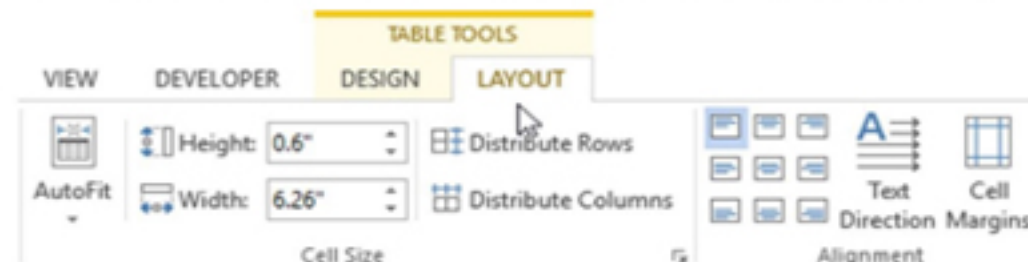 TABLE TOOLS
VIEW DEVELOPER DESIGN LAYOUT
AutoFit
Height: 0.6"
Distribute Rows
Width: 6.26"
Distribute Columns
Cell Size
A
Text Direction
Cell Margins
Alignment